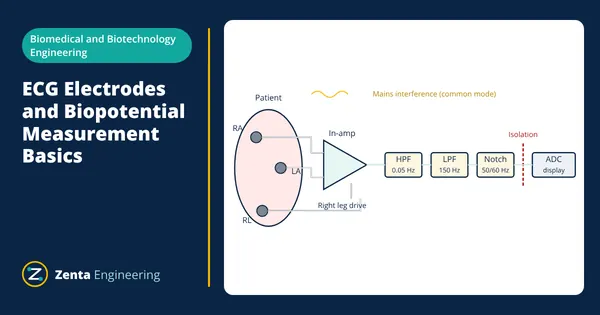 Biomedical and Biotechnology
Engineering
ECG Electrodes
and Biopotential
Measurement
Basics
Zenta Engineering
Patient
Mains interference (common mode)
RA
In-amp
Isolation
LA
HPF
0.05 Hz
LPF
150 Hz
Notch
50/60 Hz
ADC
display
Right leg drive
RL